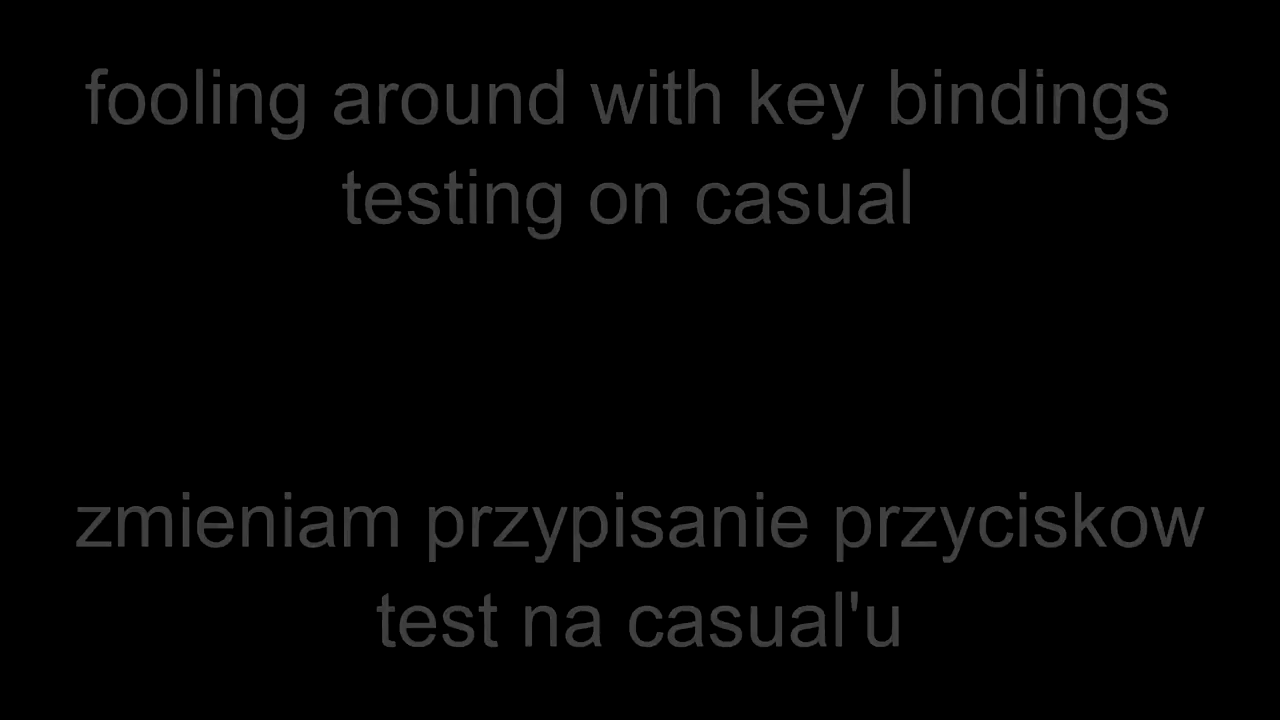 fooling around with key bindings
testing on casual
zmieniam przypisanie przyciskow
test na casual'u